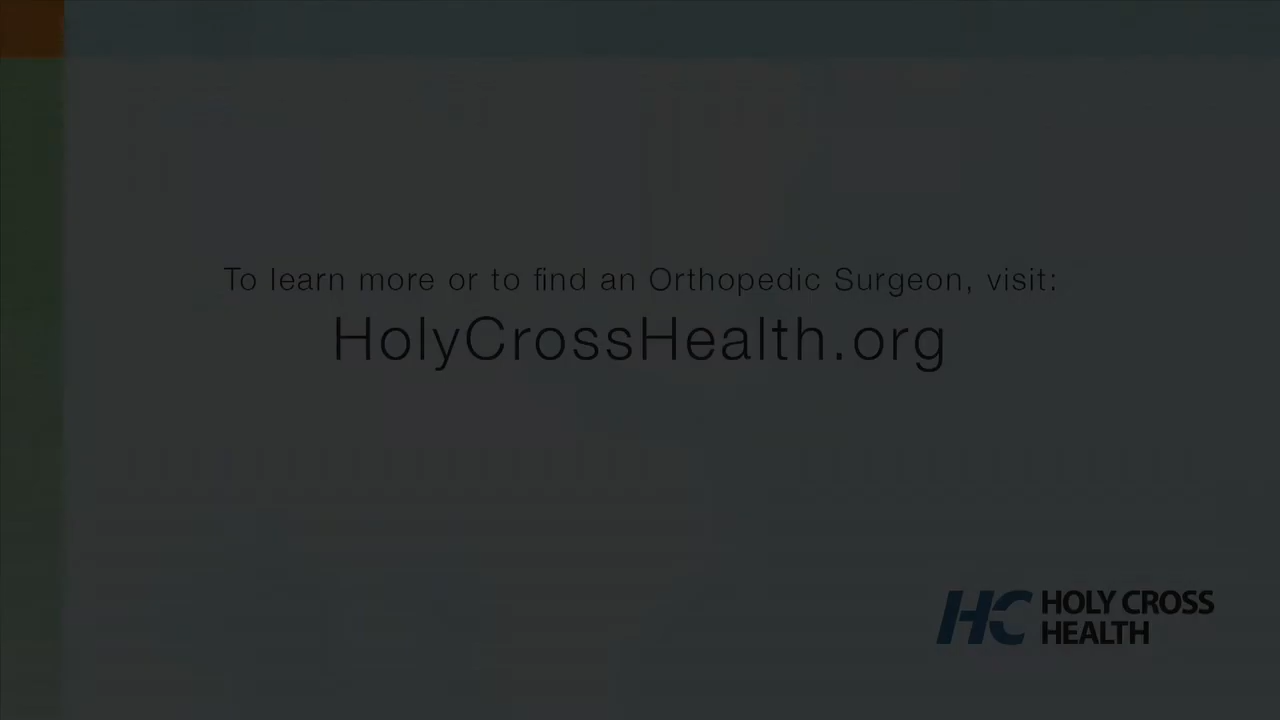 To learn more or to find an Orthopedic Surgeon, visit:
HolyCrossHealth.org
HC HOLY CROSS
HEALTH